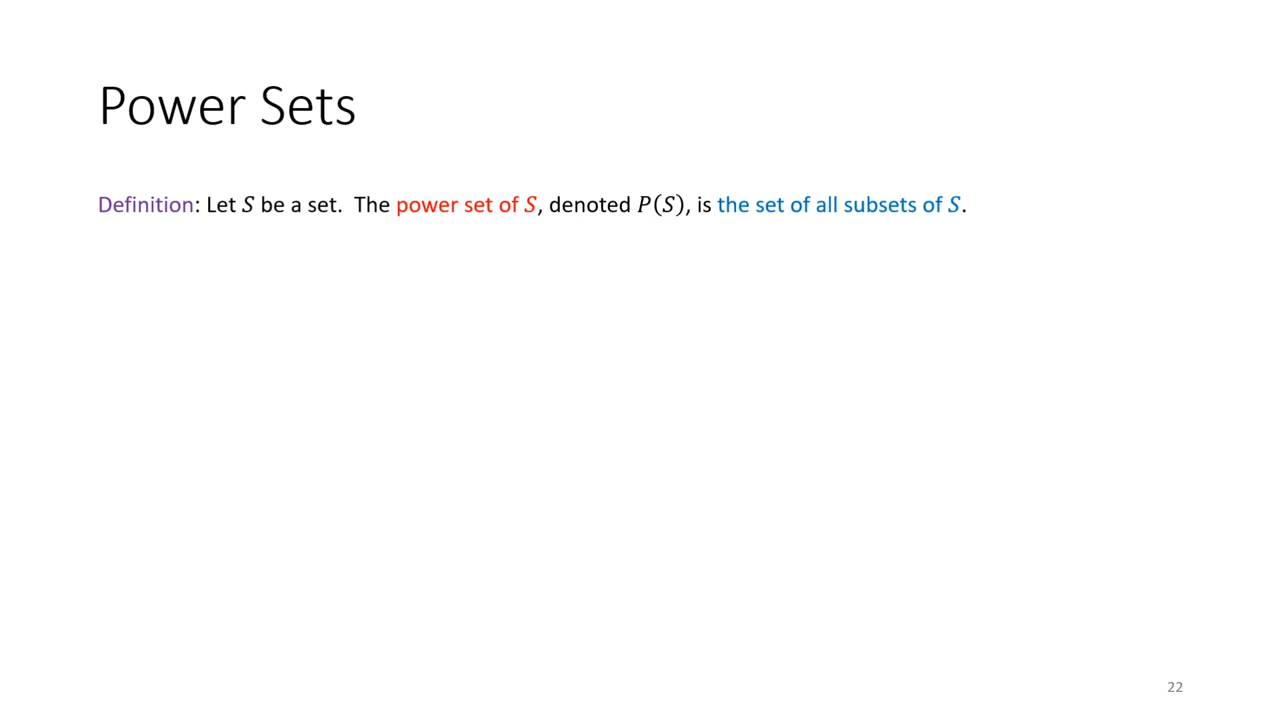 Power Sets
Definition: Let S be a set. The power set of S, denoted P(S), is the set of all subsets of S.
22